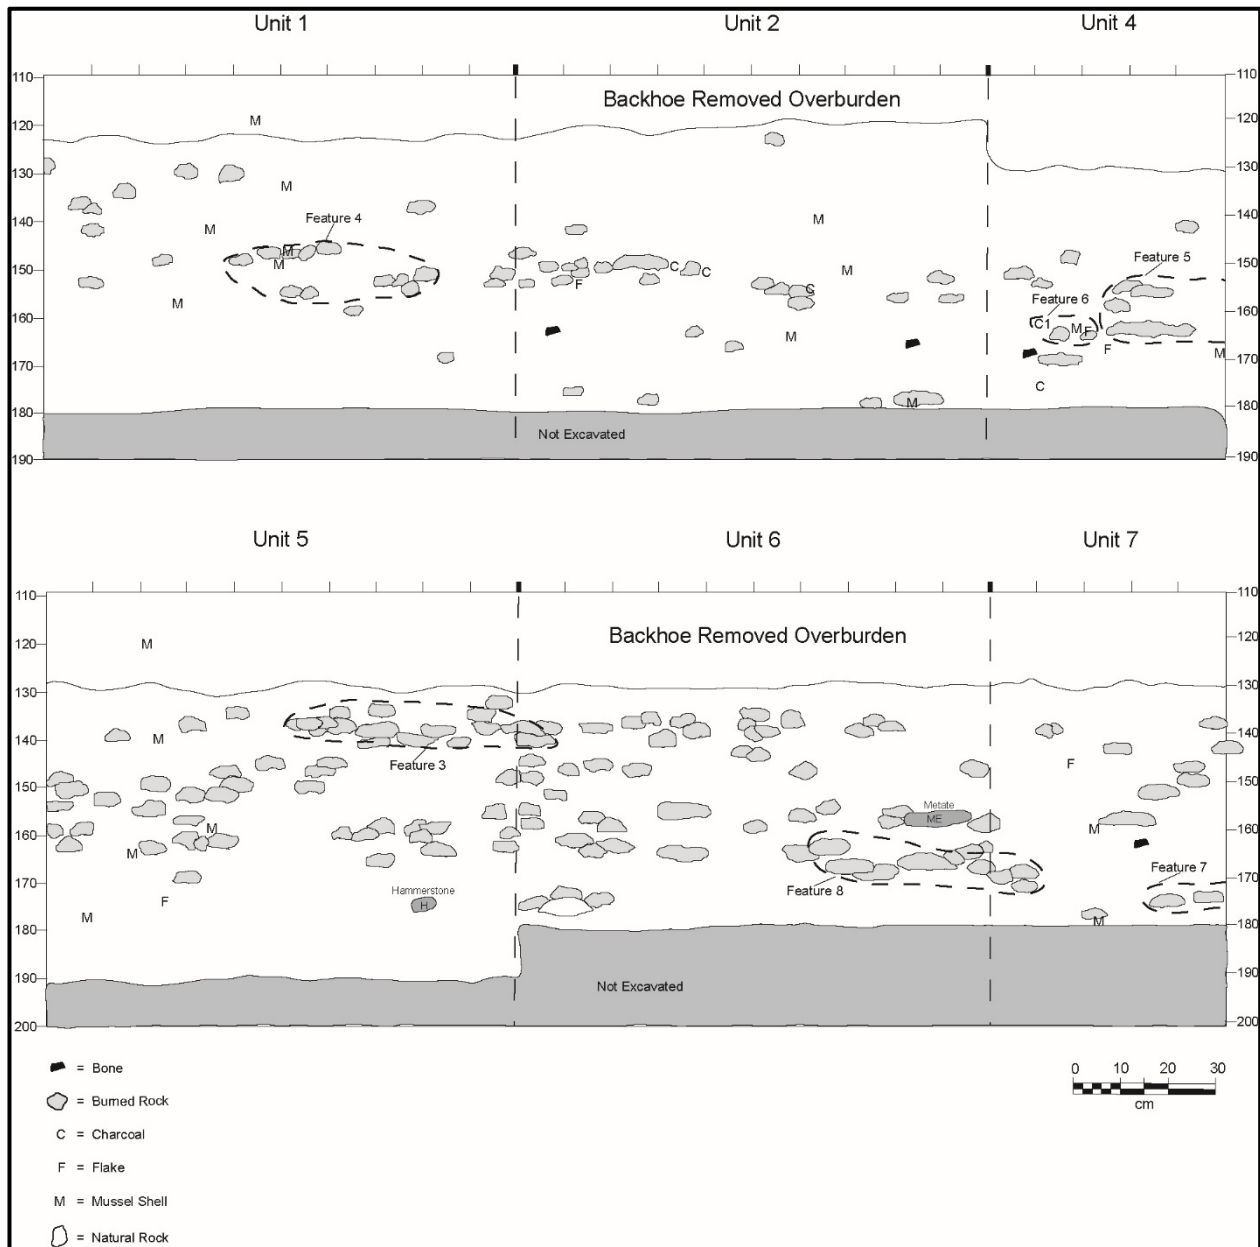 Unit 1 Unit 2 Unit 4
110 110
Backhoe Removed Overburden
120 M 120
130 130
M
140 M M 140
Feature 4
M
150 M C C M 150
Feature 5
F C
160 M Feature 6 160
C1 M F
M F M
170 170
C
180 M 180
Not Excavated
190 190
Unit 5 Unit 6 Unit 7
110 110
120 M Backhoe Removed Overburden 120
130 130
140 M 140
Feature 3 F
150 150
Metate
ME
160 M M 160
M
170 Feature 7 170
Hammerstone Feature 8
F H
M M
180 180
190 Not Excavated 190
200 200
= Bone
= Burned Rock
C = Charcoal
F = Flake
M = Mussel Shell
= Natural Rock
0 10 20 30
cm